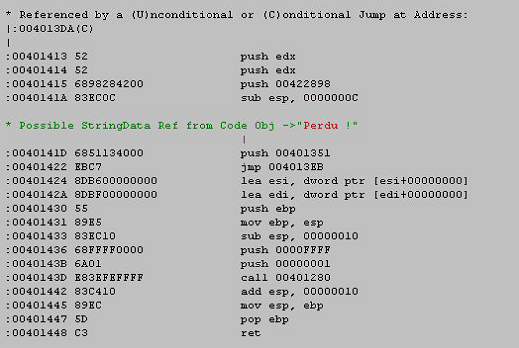 * Referenced by a (U)nconditional or (C)onditional Jump at Address:
|:004013DA(C)
|
:00401413 52 push edx
:00401414 52 push edx
:00401415 6898284200 push 00422898
:0040141A 83EC0C sub esp, 0000000C
* Possible StringData Ref from Code Obj ->"Perdu !"
|
:0040141D 6851134000 push 00401351
:00401422 EBC7 jmp 004013EB
:00401424 8DB600000000 lea esi, dword ptr [esi+00000000]
:0040142A 8DBF00000000 lea edi, dword ptr [edi+00000000]
:00401430 55 push ebp
:00401431 89E5 mov ebp, esp
:00401433 83EC10 sub esp, 00000010
:00401436 68FFFF0000 push 0000FFFF
:0040143B 6A01 push 00000001
:0040143D E83EFEFFFF call 00401280
:00401442 83C410 add esp, 00000010
:00401445 89EC mov esp, ebp
:00401447 5D pop ebp
:00401448 C3 ret